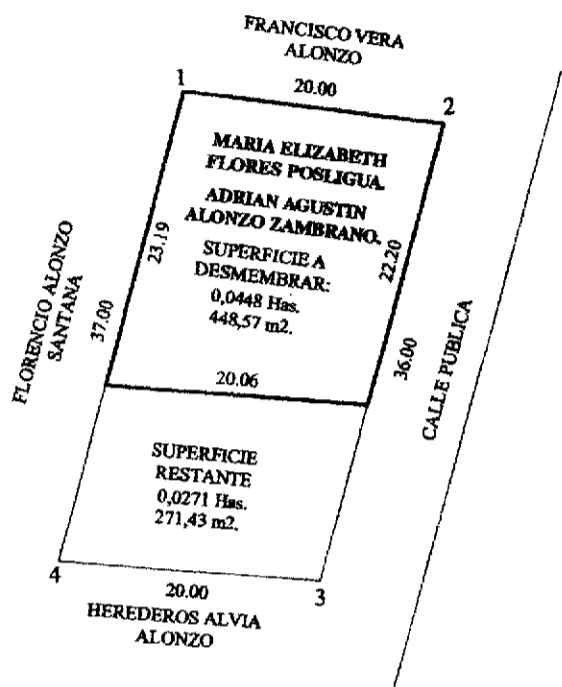 FRANCISCO VERA
ALONZO
1
20.00
2
MARIA ELIZABETH
FLORES POSLIGUA.
ADRIAN AGUSTIN
ALONZO ZAMBRANO.
SUPERFICIE A
DESMEMBRAR:
0,0448 Has.
448,57 m2.
23.19
22.20
FLORENCIO ALONZO
SANTANA
37.00
36.00
CALLE PUBLICA
20.06
SUPERFICIE
RESTANTE
0,0271 Has.
271,43 m2.
4
20.00
3
HEREDEROS ALVIA
ALONZO